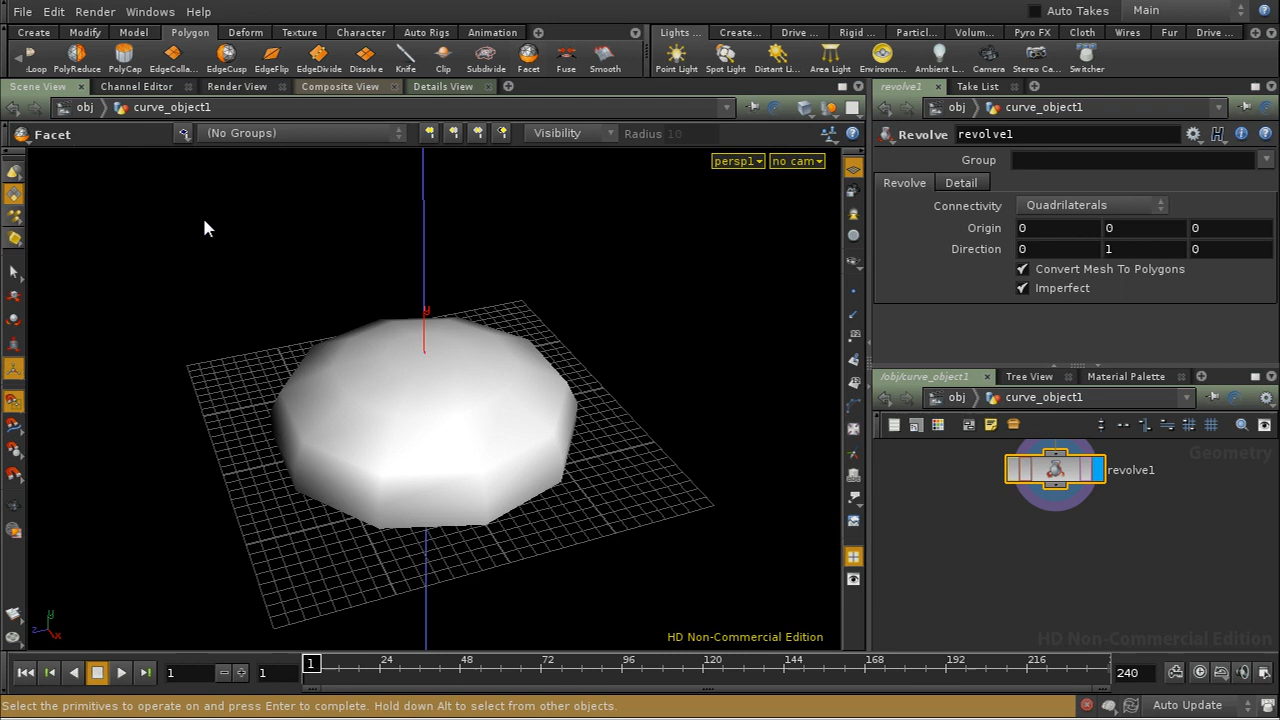 File Edit Render Windows Help Auto Takes Main
Create Modify Model Polygon Deform Texture Character Auto Rigs Animation Lights ... Create... Drive ... Rigid ... Particl... Volum... Pyro FX Cloth Wires Fur Drive ...
:Loop PolyReduce PolyCap EdgeColla... EdgeCusp EdgeFlip EdgeDivide Dissolve Knife Clip Subdivide Facet Fuse Smooth Point Light Spot Light Distant Li... Area Light Environm... Ambient L... Camera Stereo Ca... Switcher
Scene View Channel Editor Render View Composite View Details View revolve1 Take List
obj curve_object1 obj curve_object1
Facet (No Groups) Visibility Radius 10 Revolve revolve1
persp1 no cam
Group
Revolve Detail
Connectivity Quadrilaterals
Origin 0 0 0
Direction 0 1 0
Convert Mesh To Polygons
Imperfect
y
/obj/curve_object1 Tree View Material Palette
obj curve_object1
Geometry
revolve1
y
z x
HD Non-Commercial Edition
HD Non-Commercial Edition
1 1 1 24 48 72 96 120 144 168 192 216 240
Select the primitives to operate on and press Enter to complete. Hold down Alt to select from other objects. Auto Update